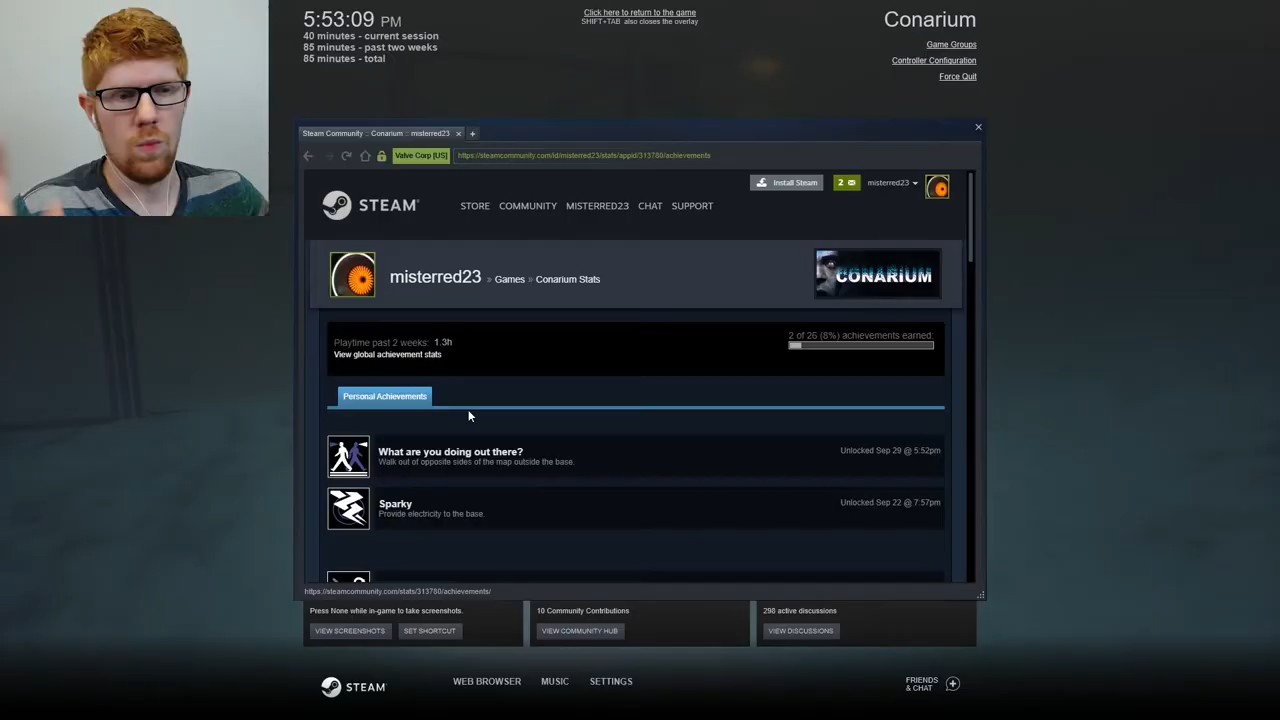 5:53:09 PM
40 minutes - current session
85 minutes - past two weeks
85 minutes - total
Click here to return to the game
SHIFT+TAB also closes the overlay
Conarium
Game Groups
Controller Configuration
Force Quit
Steam Community :: Conarium :: misterred23
Valve Corp [US]
https://steamcommunity.com/id/misterred23/stats/appid/313780/achievements
Install Steam
2
misterred23
STEAM
STORE
COMMUNITY
MISTERRED23
CHAT
SUPPORT
misterred23 » Games » Conarium Stats
CONARIUM
Playtime past 2 weeks: 1.3h
View global achievement stats
2 of 26 (8%) achievements earned:
Personal Achievements
What are you doing out there?
Walk out of opposite sides of the map outside the base.
Unlocked Sep 29 @ 5:52pm
Sparky
Provide electricity to the base.
Unlocked Sep 22 @ 7:57pm
https://steamcommunity.com/stats/313780/achievements/
Press None while in-game to take screenshots.
VIEW SCREENSHOTS
SET SHORTCUT
10 Community Contributions
VIEW COMMUNITY HUB
298 active discussions
VIEW DISCUSSIONS
STEAM
WEB BROWSER
MUSIC
SETTINGS
FRIENDS
& CHAT